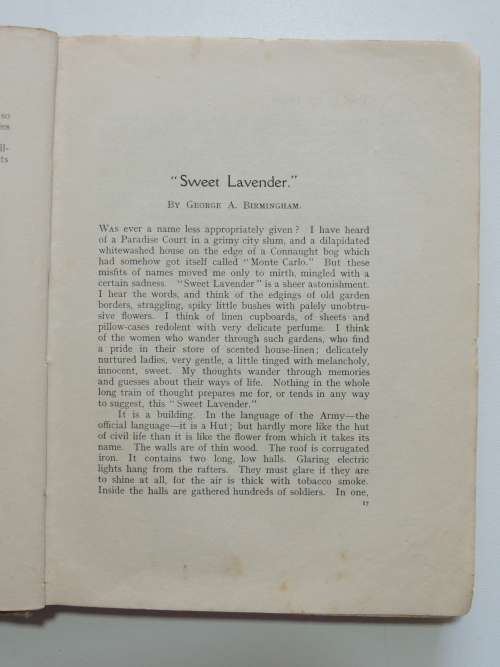 so
ies
ll-
ts
"Sweet Lavender."
By George A. Birmingham.
Was ever a name less appropriately given? I have heard
of a Paradise Court in a grimy city slum, and a dilapidated
whitewashed house on the edge of a Connaught bog which
had somehow got itself called "Monte Carlo." But these
misfits of names moved me only to mirth, mingled with a
certain sadness. "Sweet Lavender" is a sheer astonishment.
I hear the words, and think of the edgings of old garden
borders, straggling, spiky little bushes with palely unobtru-
sive flowers. I think of linen cupboards, of sheets and
pillow-cases redolent with very delicate perfume. I think
of the women who wander through such gardens, who find
a pride in their store of scented house-linen; delicately
nurtured ladies, very gentle, a little tinged with melancholy,
innocent, sweet. My thoughts wander through memories
and guesses about their ways of life. Nothing in the whole
long train of thought prepares me for, or tends in any way
to suggest, this "Sweet Lavender."
It is a building. In the language of the Army—the
official language—it is a Hut; but hardly more like the hut
of civil life than it is like the flower from which it takes its
name. The walls are of thin wood. The roof is corrugated
iron. It contains two long, low halls. Glaring electric
lights hang from the rafters. They must glare if they are
to shine at all, for the air is thick with tobacco smoke.
Inside the halls are gathered hundreds of soldiers. In one,
17